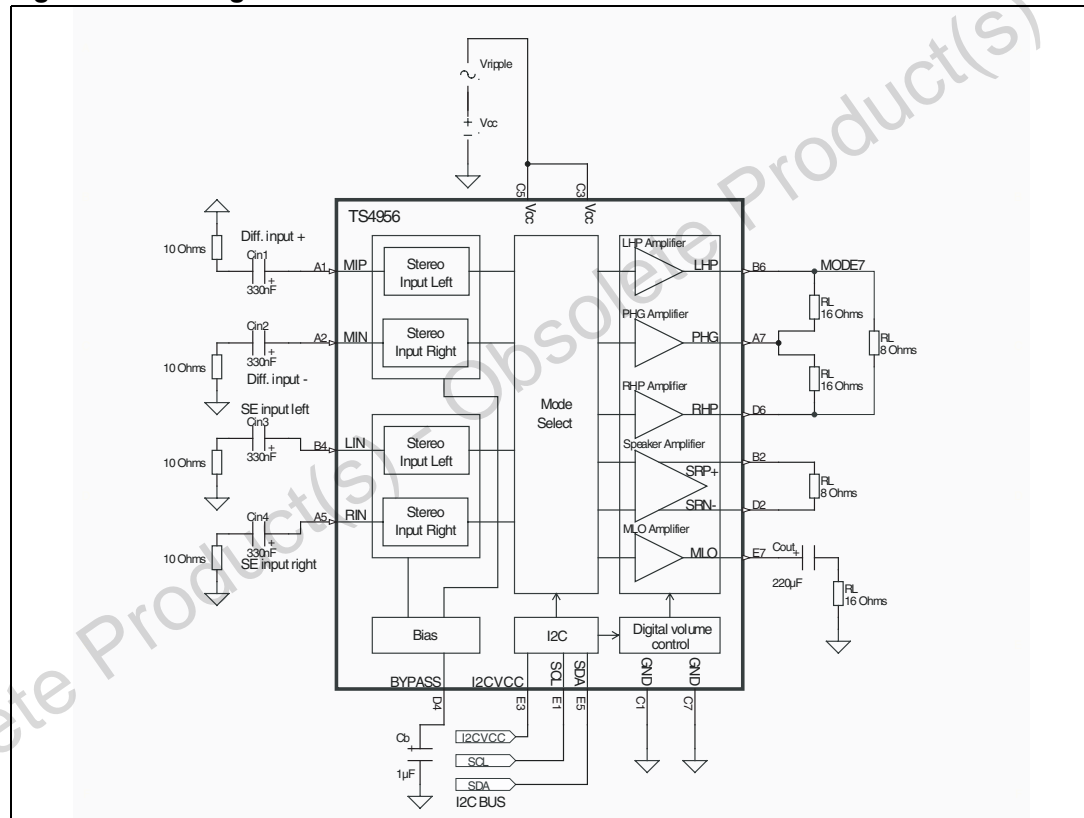 Vripple
Vcc
C5
C3
Vcc
Vcc
TS4956
10 Ohms
Diff. input +
Cin1
330nF
A1
MIP
Stereo
Input Left
10 Ohms
Cin2
330nF
Diff. input -
A2
MIN
Stereo
Input Right
SE input left
Cin3
330nF
10 Ohms
B4
LIN
Stereo
Input Left
10 Ohms
Cin4
330nF
SE input right
A5
RIN
Stereo
Input Right
Mode
Select
LHP Amplifier
LHP
B6
MODE7
PHG Amplifier
PHG
A7
RHP Amplifier
RHP
D6
RL
16 Ohms
RL
16 Ohms
RL
8 Ohms
Speaker Amplifier
SRP+
SRN-
B2
D2
RL
8 Ohms
MLO Amplifier
MLO
E7
Cout
220µF
RL
16 Ohms
Bias
I2C
Digital volume
control
BYPASS
I2CVCC
SCL
SDA
GND
GND
D4
E3
E1
E5
C1
C7
Cb
1µF
I2CVCC
SCL
SDA
I2C BUS
ete Product(s) - Obsolete Product(s)